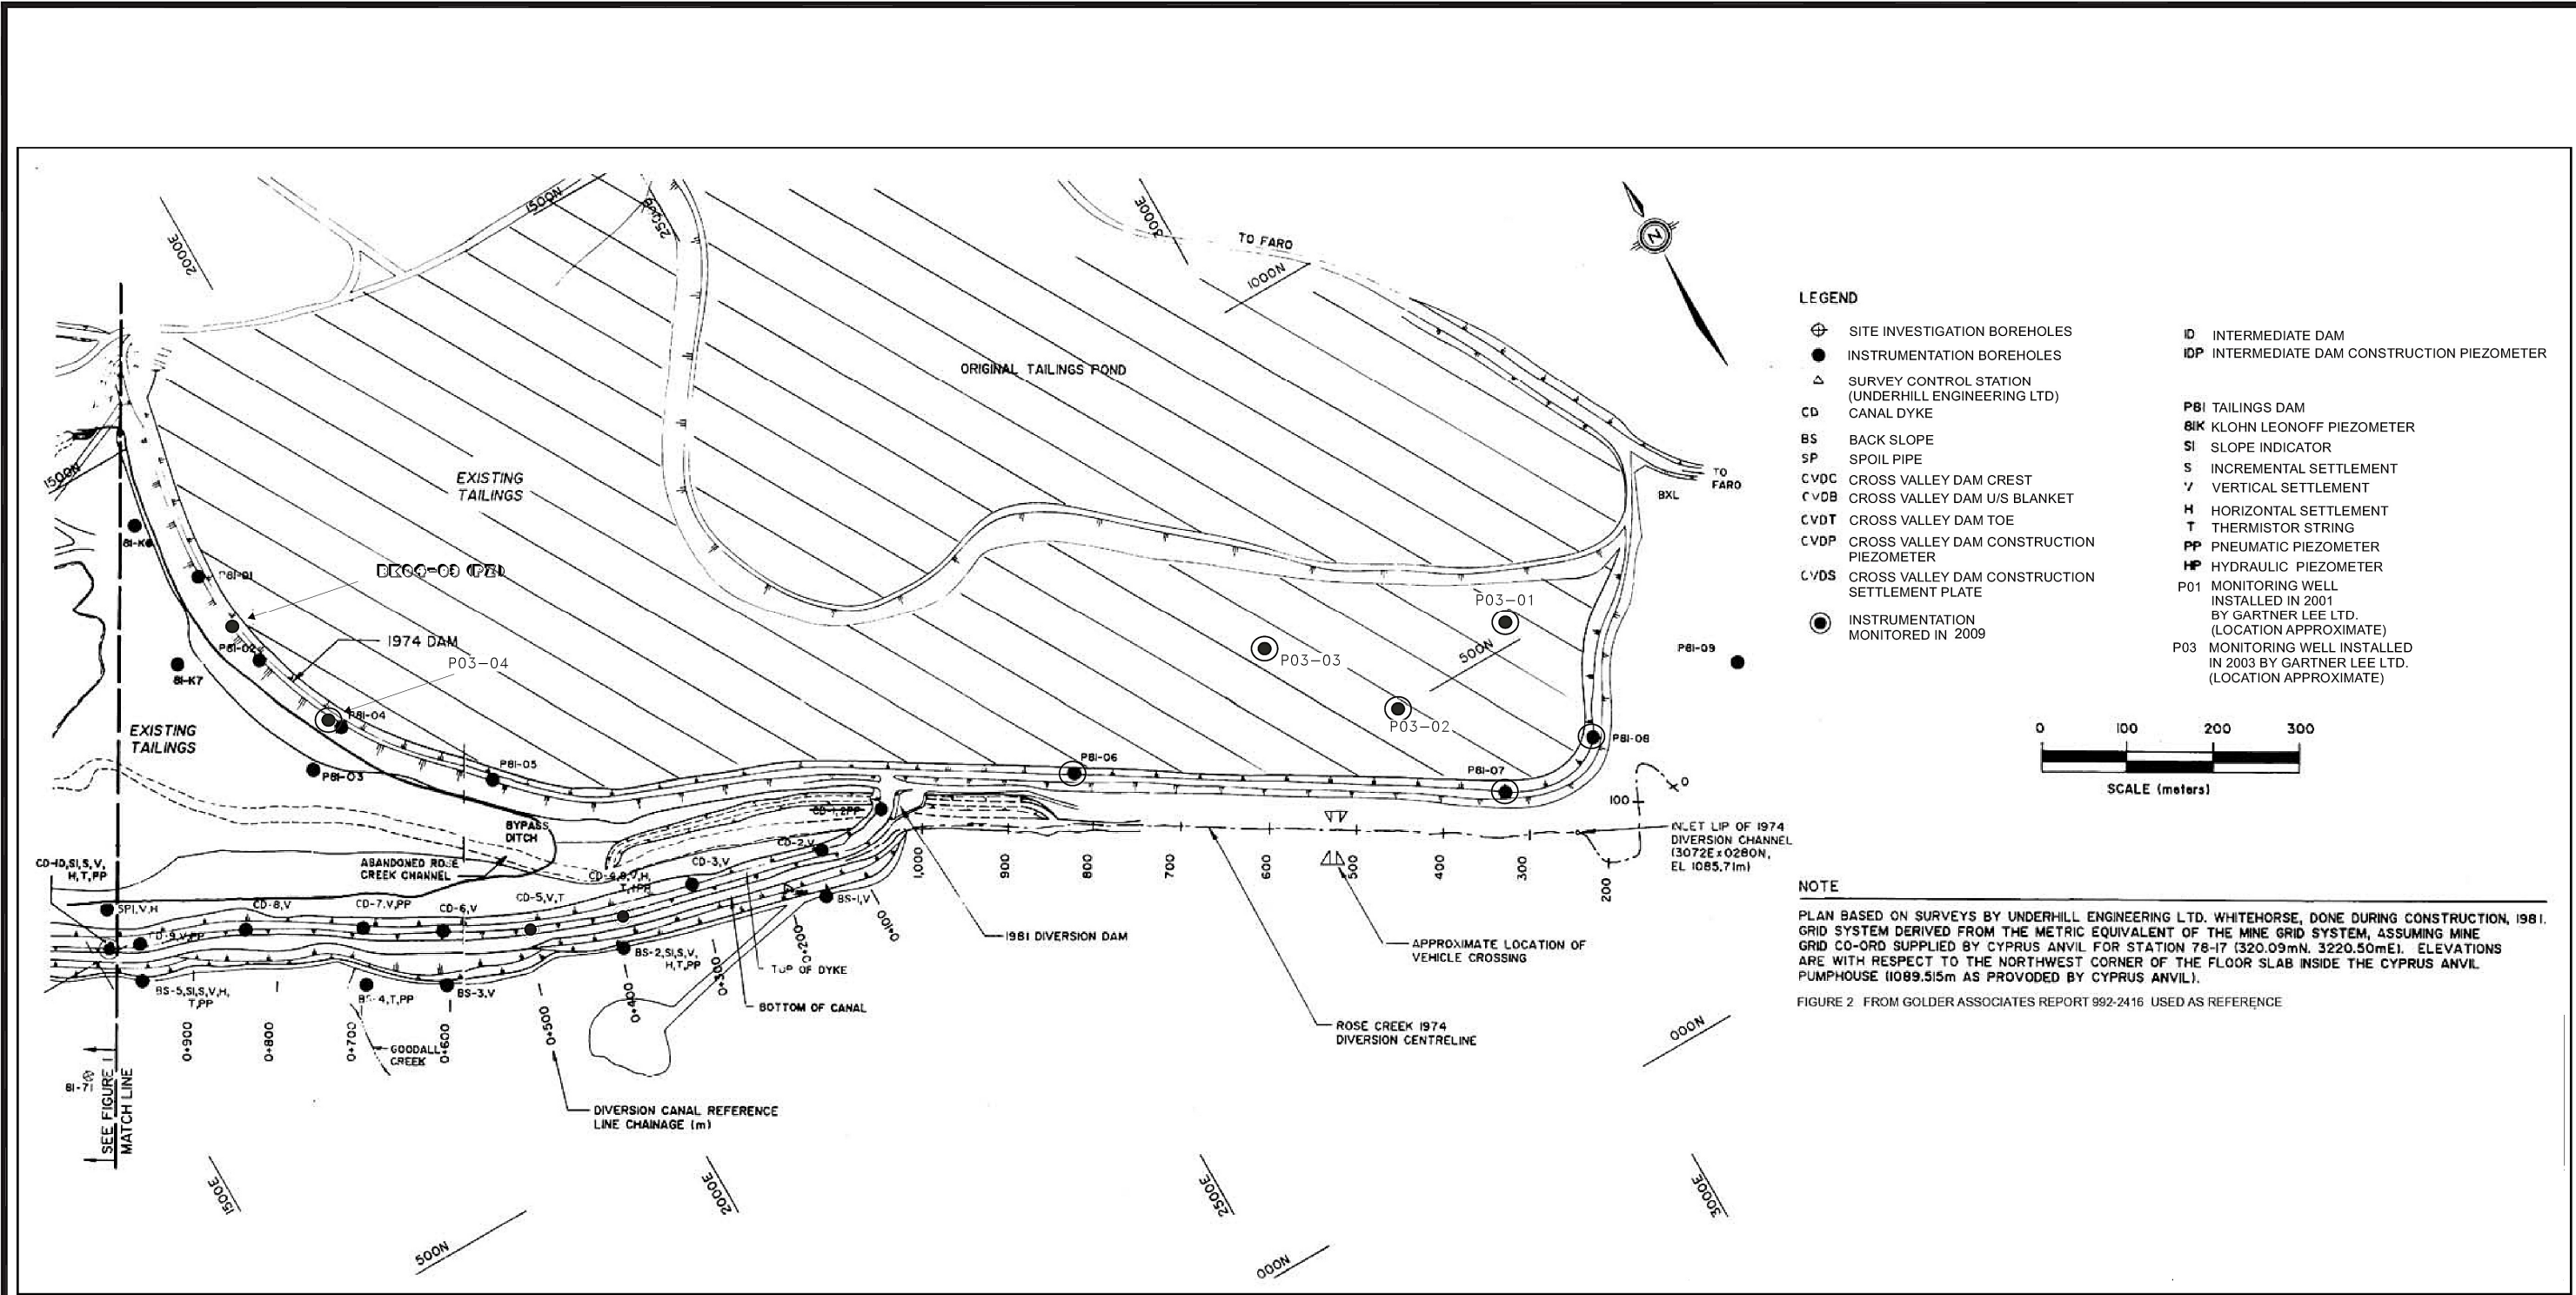 1500N
2500E
2000E
3000E
TO FARO
1000N
ORIGINAL TAILINGS POND
1500N
EXISTING
TAILINGS
TO
FARO
BXL
81-K6
P81-01
BK04-03 (PZ)
P81-02
1974 DAM
P03-04
81-K7
P03-01
P03-03
500N
P03-02
P81-09
P81-04
EXISTING
TAILINGS
P81-03
P81-05
P81-06
P81-07
P81-08
0
100
CD-1,2PP
BYPASS
DITCH
ABANDONED ROSE
CREEK CHANNEL
CD-2,V
CD-3,V
T,1PP
1,000
900
800
700
600
500
400
300
200
INLET LIP OF 1974
DIVERSION CHANNEL
(3072E x 0280N,
EL 1085.71m)
CD-10,SI,S,V,
H,T,PP
SP1,V,H
CD-8,V
CD-7,V,PP
CD-6,V
CD-5,V,T
CD-9,V,PP
BS-1,V
0+100
0+200
0+300
0+400
0+500
0+600
0+700
0+800
0+900
BS-2,SI,S,V,
H,T,PP
BS-3,V
BS-4,T,PP
BS-5,SI,S,V,H,
T,PP
1981 DIVERSION DAM
TOP OF DYKE
BOTTOM OF CANAL
APPROXIMATE LOCATION OF
VEHICLE CROSSING
ROSE CREEK 1974
DIVERSION CENTRELINE
GOODALL
CREEK
81-71
SEE FIGURE 1
MATCH LINE
DIVERSION CANAL REFERENCE
LINE CHAINAGE (m)
000N
1500E
2000E
2500E
3000E
500N
000N
N
LEGEND
SITE INVESTIGATION BOREHOLES
INSTRUMENTATION BOREHOLES
SURVEY CONTROL STATION
(UNDERHILL ENGINEERING LTD)
CD CANAL DYKE
BS BACK SLOPE
SP SPOIL PIPE
CVDC CROSS VALLEY DAM CREST
CVDB CROSS VALLEY DAM U/S BLANKET
CVDT CROSS VALLEY DAM TOE
CVDP CROSS VALLEY DAM CONSTRUCTION
PIEZOMETER
CVDS CROSS VALLEY DAM CONSTRUCTION
SETTLEMENT PLATE
INSTRUMENTATION
MONITORED IN 2009
ID INTERMEDIATE DAM
IDP INTERMEDIATE DAM CONSTRUCTION PIEZOMETER
P81 TAILINGS DAM
81K KLOHN LEONOFF PIEZOMETER
SI SLOPE INDICATOR
S INCREMENTAL SETTLEMENT
V VERTICAL SETTLEMENT
H HORIZONTAL SETTLEMENT
T THERMISTOR STRING
PP PNEUMATIC PIEZOMETER
HP HYDRAULIC PIEZOMETER
P01 MONITORING WELL
INSTALLED IN 2001
BY GARTNER LEE LTD.
(LOCATION APPROXIMATE)
P03 MONITORING WELL INSTALLED
IN 2003 BY GARTNER LEE LTD.
(LOCATION APPROXIMATE)
0 100 200 300
SCALE (meters)
NOTE
PLAN BASED ON SURVEYS BY UNDERHILL ENGINEERING LTD. WHITEHORSE, DONE DURING CONSTRUCTION, 1981.
GRID SYSTEM DERIVED FROM THE METRIC EQUIVALENT OF THE MINE GRID SYSTEM, ASSUMING MINE
GRID CO-ORD SUPPLIED BY CYPRUS ANVIL FOR STATION 78-17 (320.09mN. 3220.50mE). ELEVATIONS
ARE WITH RESPECT TO THE NORTHWEST CORNER OF THE FLOOR SLAB INSIDE THE CYPRUS ANVIL
PUMPHOUSE (1089.515m AS PROVODED BY CYPRUS ANVIL).
FIGURE 2 FROM GOLDER ASSOCIATES REPORT 992-2416 USED AS REFERENCE